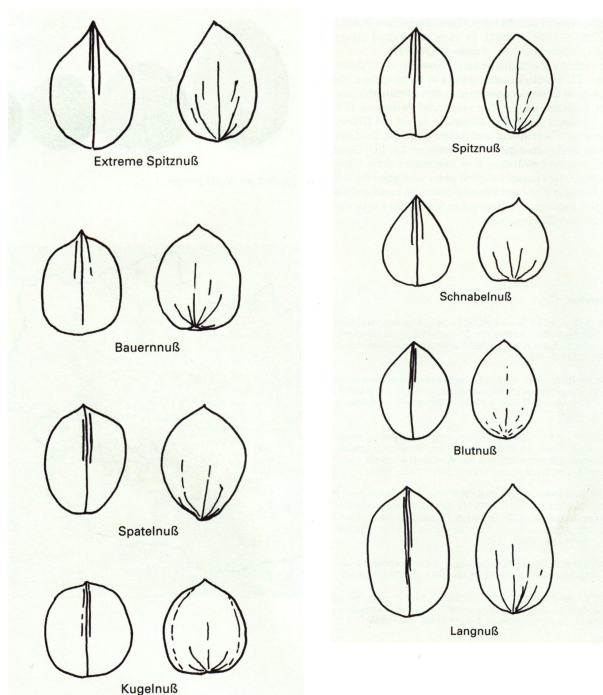 Extreme Spitznuß
Bauernnuß
Spatelnuß
Kugelnuß
Spitznuß
Schnabelnuß
Blutnuß
Langnuß